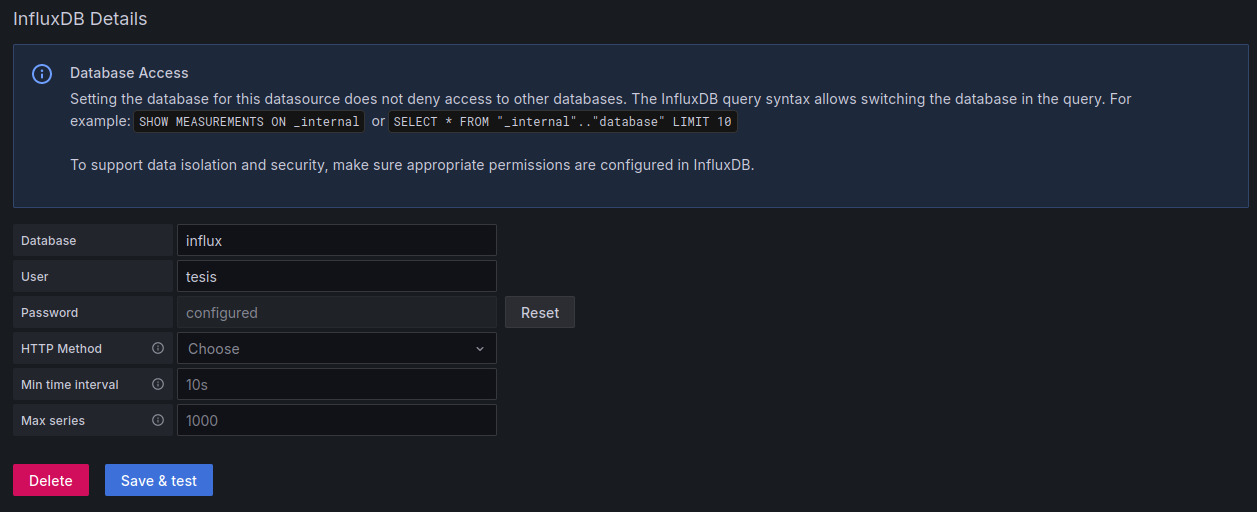 InfluxDB Details
Database Access
Setting the database for this datasource does not deny access to other databases. The InfluxDB query syntax allows switching the database in the query. For
example: SHOW MEASUREMENTS ON _internal or SELECT * FROM "_internal".."database" LIMIT 10
To support data isolation and security, make sure appropriate permissions are configured in InfluxDB.
Database influx
User tesis
Password configured Reset
HTTP Method Choose
Min time interval 10s
Max series 1000
Delete Save & test